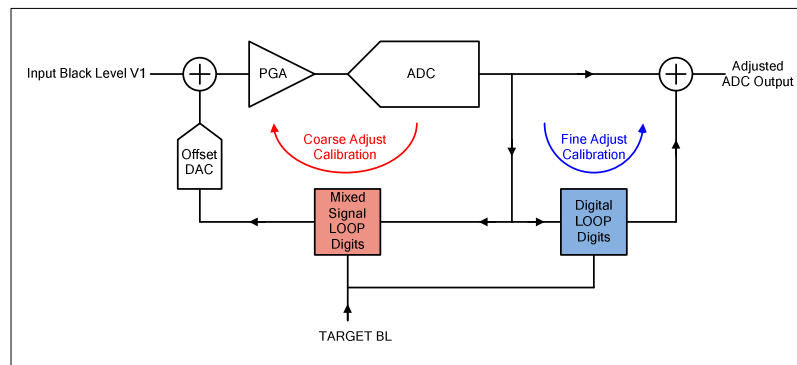 Input Black Level V1
PGA
ADC
Adjusted
ADC Output
Coarse Adjust
Calibration
Fine Adjust
Calibration
Offset
DAC
Mixed
Signal
LOOP
Digits
Digital
LOOP
Digits
TARGET BL